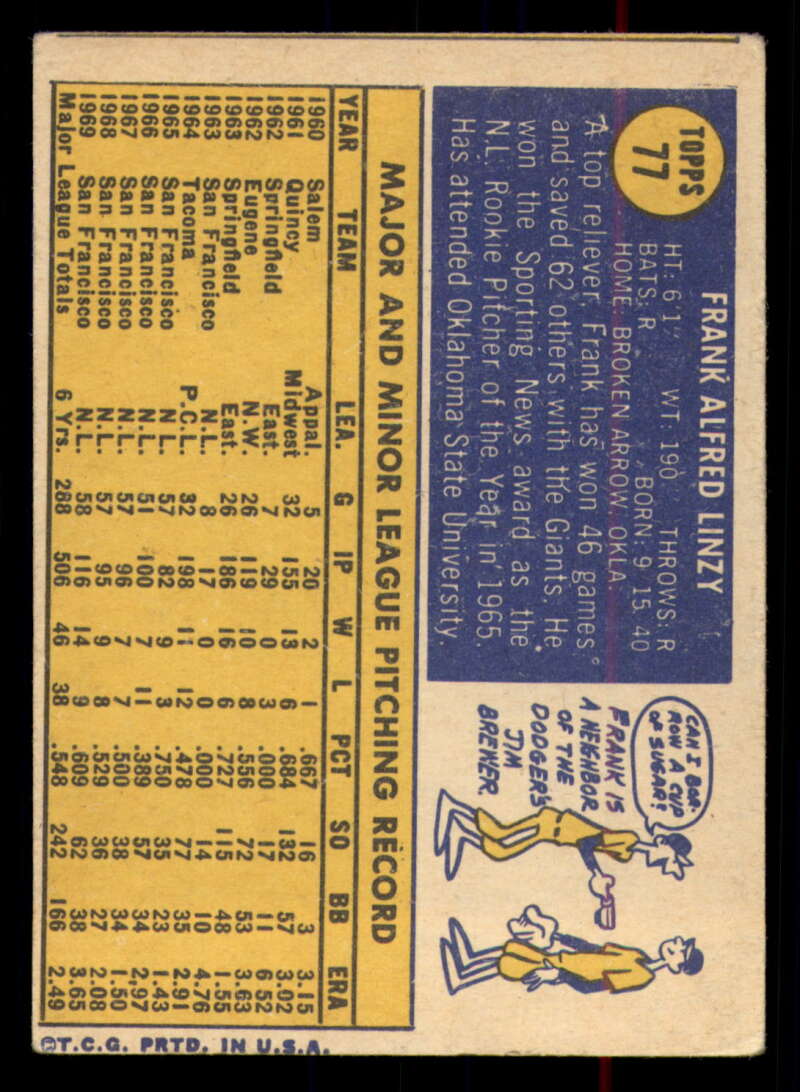 TOPPS
77
FRANK ALFRED LINZY
HT: 6'1" WT: 190 THROWS: R
BATS: R BORN: 9 15 40
HOME: BROKEN ARROW, OKLA.
A top reliever, Frank has won 46 games
and saved 62 others with the Giants. He
won the Sporting News award as the
N.L. Rookie Pitcher of the Year in 1965.
Has attended Oklahoma State University.
CAN I BOR-
ROW A CUP
OF SUGAR?
FRANK IS
A NEIGHBOR
OF THE
DODGERS
JIM
BREWER.
MAJOR AND MINOR LEAGUE PITCHING RECORD
YEAR TEAM LEA. G IP W L PCT SO BB ERA
1960 Salem Appal. 5 20 2 1 .667 16 3 3.15
1961 Quincy Midwest 32 155 13 6 .684 132 57 3.02
1962 Springfield East. 7 29 0 3 .000 17 11 6.52
1962 Eugene N.W. 26 119 10 8 .556 72 53 3.63
1963 Springfield East. 26 186 16 6 .727 115 48 1.55
1963 San Francisco N.L. 8 17 0 0 .000 14 10 4.76
1964 Tacoma P.C.L. 32 198 11 12 .478 77 35 2.91
1965 San Francisco N.L. 57 82 9 3 .750 35 23 1.43
1966 San Francisco N.L. 51 100 7 11 .389 57 34 2.97
1967 San Francisco N.L. 57 96 7 7 .500 38 34 1.50
1968 San Francisco N.L. 57 95 9 8 .529 36 27 2.08
1969 San Francisco N.L. 58 116 14 9 .609 62 38 3.65
Major League Totals 6 Yrs. 288 506 46 38 .548 242 166 2.49
©T.C.G. PRTD. IN U.S.A.